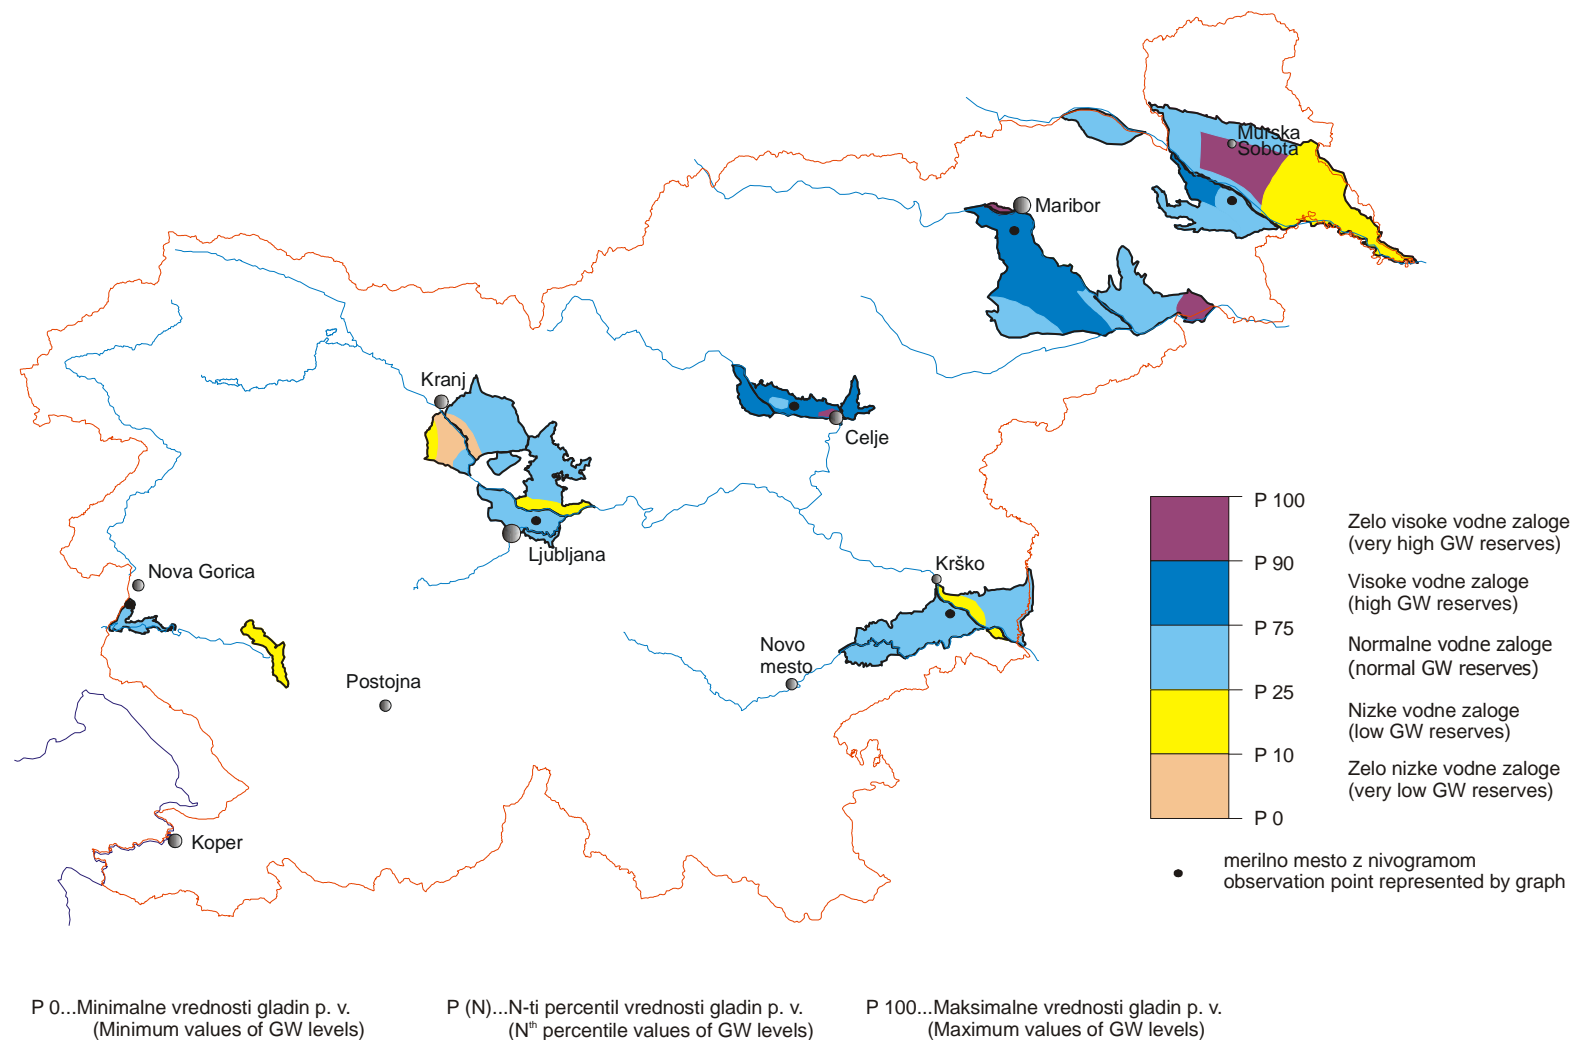 Murska
Sobota
Maribor
Kranj
Celje
Ljubljana
Nova Gorica
Krško
Novo
mesto
Postojna
Koper
P 100
Zelo visoke vodne zaloge
(very high GW reserves)
P 90
Visoke vodne zaloge
(high GW reserves)
P 75
Normalne vodne zaloge
(normal GW reserves)
P 25
Nizke vodne zaloge
(low GW reserves)
P 10
Zelo nizke vodne zaloge
(very low GW reserves)
P 0
merilno mesto z nivogramom
observation point represented by graph
P 0...Minimalne vrednosti gladin p. v.
(Minimum values of GW levels)
P (N)...N-ti percentil vrednosti gladin p. v.
(Nth percentile values of GW levels)
P 100...Maksimalne vrednosti gladin p. v.
(Maximum values of GW levels)